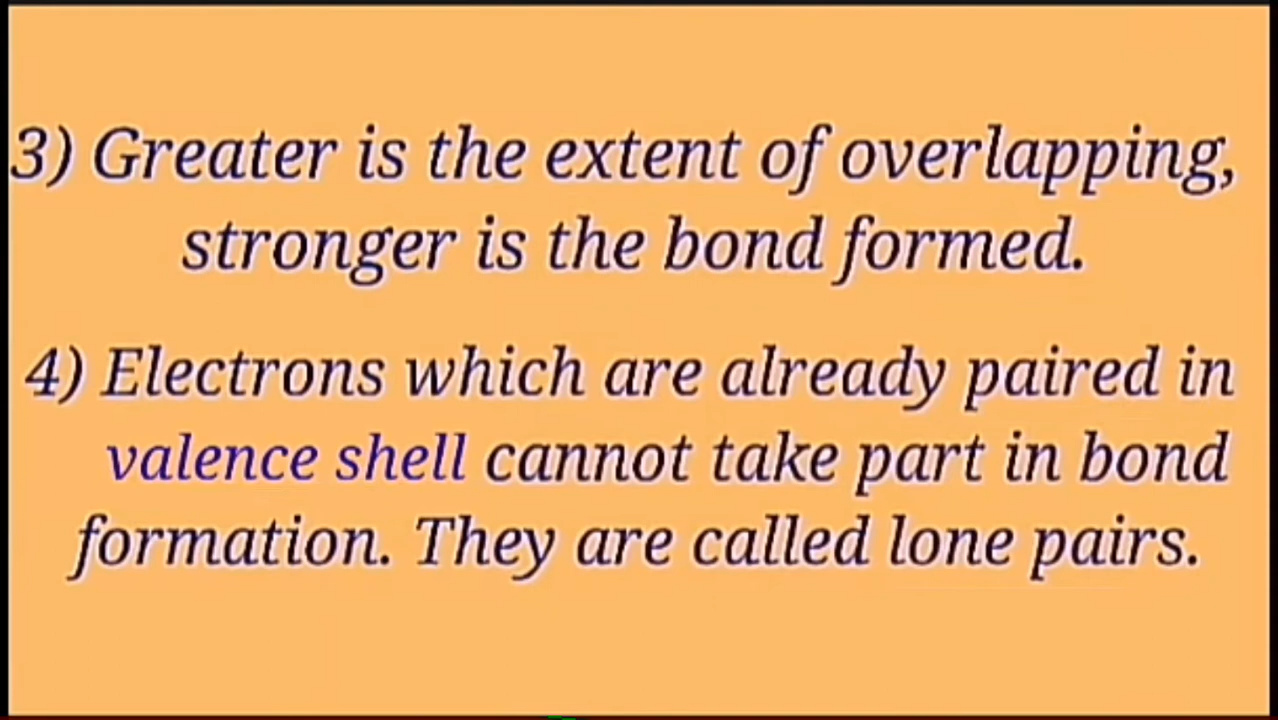 3) Greater is the extent of overlapping,
stronger is the bond formed.
4) Electrons which are already paired in
valence shell cannot take part in bond
formation. They are called lone pairs.